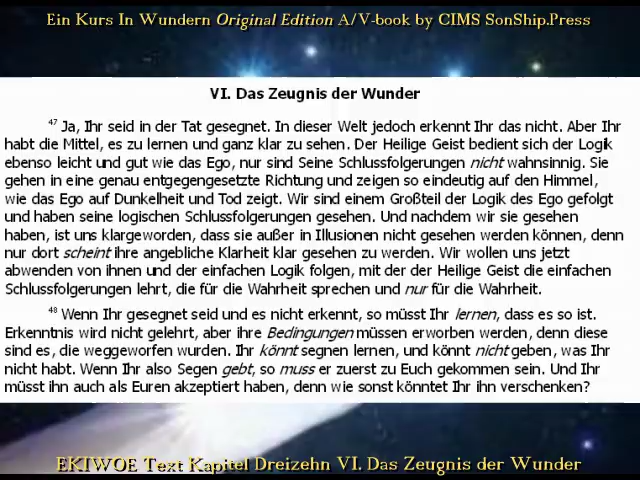 Ein Kurs In Wundern Original Edition A/V-book by CIMS SonShip.Press
VI. Das Zeugnis der Wunder
47 Ja, Ihr seid in der Tat gesegnet. In dieser Welt jedoch erkennt Ihr das nicht. Aber Ihr
habt die Mittel, es zu lernen und ganz klar zu sehen. Der Heilige Geist bedient sich der Logik
ebenso leicht und gut wie das Ego, nur sind Seine Schlussfolgerungen nicht wahnsinnig. Sie
gehen in eine genau entgegengesetzte Richtung und zeigen so eindeutig auf den Himmel,
wie das Ego auf Dunkelheit und Tod zeigt. Wir sind einem Großteil der Logik des Ego gefolgt
und haben seine logischen Schlussfolgerungen gesehen. Und nachdem wir sie gesehen
haben, ist uns klargeworden, dass sie außer in Illusionen nicht gesehen werden können, denn
nur dort scheint ihre angebliche Klarheit klar gesehen zu werden. Wir wollen uns jetzt
abwenden von ihnen und der einfachen Logik folgen, mit der der Heilige Geist die einfachen
Schlussfolgerungen lehrt, die für die Wahrheit sprechen und nur für die Wahrheit.
48 Wenn Ihr gesegnet seid und es nicht erkennt, so müsst Ihr lernen, dass es so ist.
Erkenntnis wird nicht gelehrt, aber ihre Bedingungen müssen erworben werden, denn diese
sind es, die weggeworfen wurden. Ihr könnt segnen lernen, und könnt nicht geben, was Ihr
nicht habt. Wenn Ihr also Segen gebt, so muss er zuerst zu Euch gekommen sein. Und Ihr
müsst ihn auch als Euren akzeptiert haben, denn wie sonst könntet Ihr ihn verschenken?
EKIWOE Text Kapitel Dreizehn VI. Das Zeugnis der Wunder